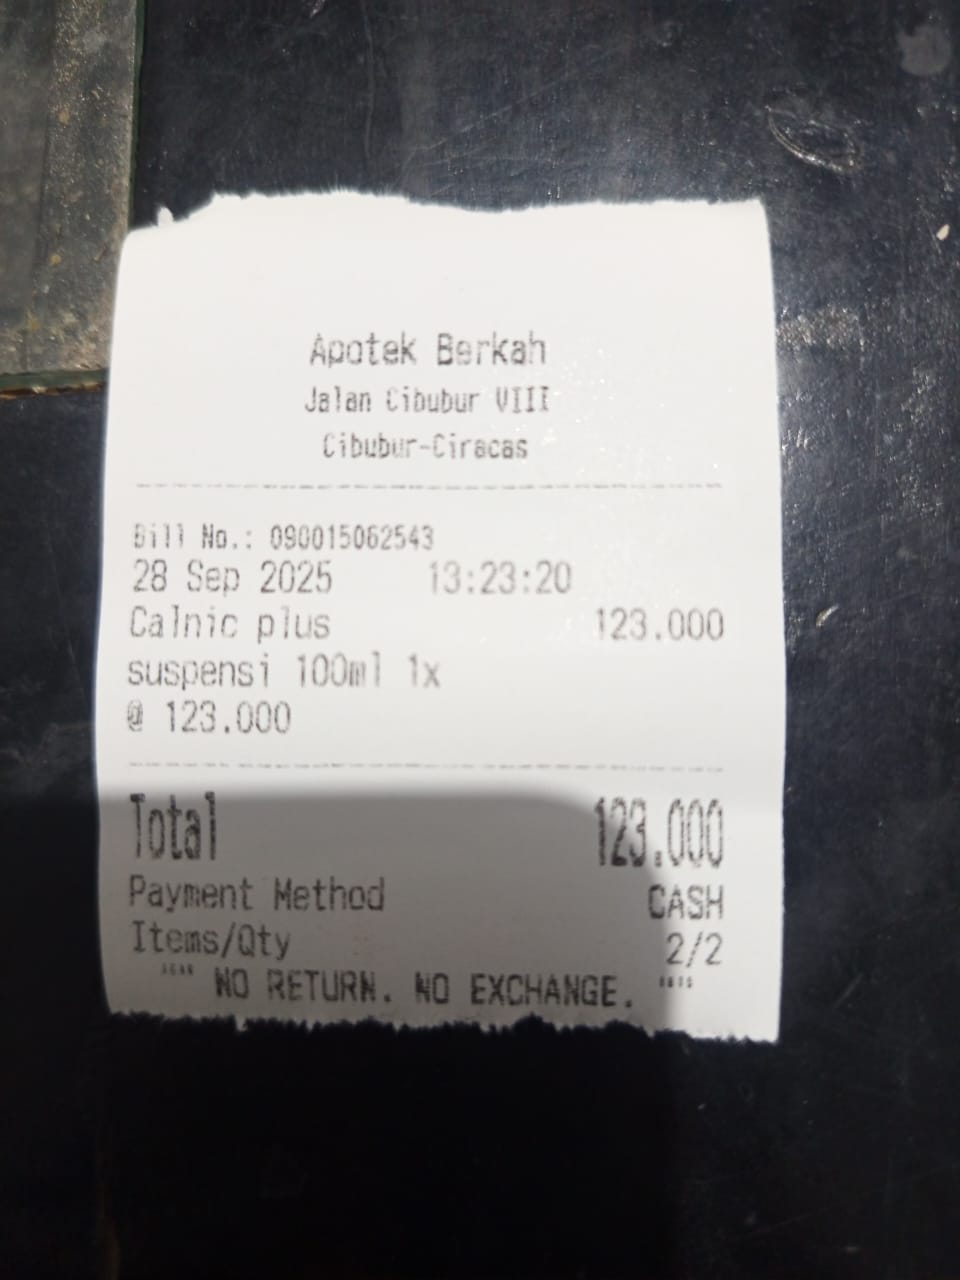 Apotek Berkah
Jalan Cibubur VIII
Cibubur-Ciracas
Bill No.: 090015062543
28 Sep 2025 13:23:20
Calnic plus 123.000
suspensi 100ml 1x
@ 123.000
Total 123.000
Payment Method CASH
Items/Qty 2/2
NO RETURN. NO EXCHANGE.